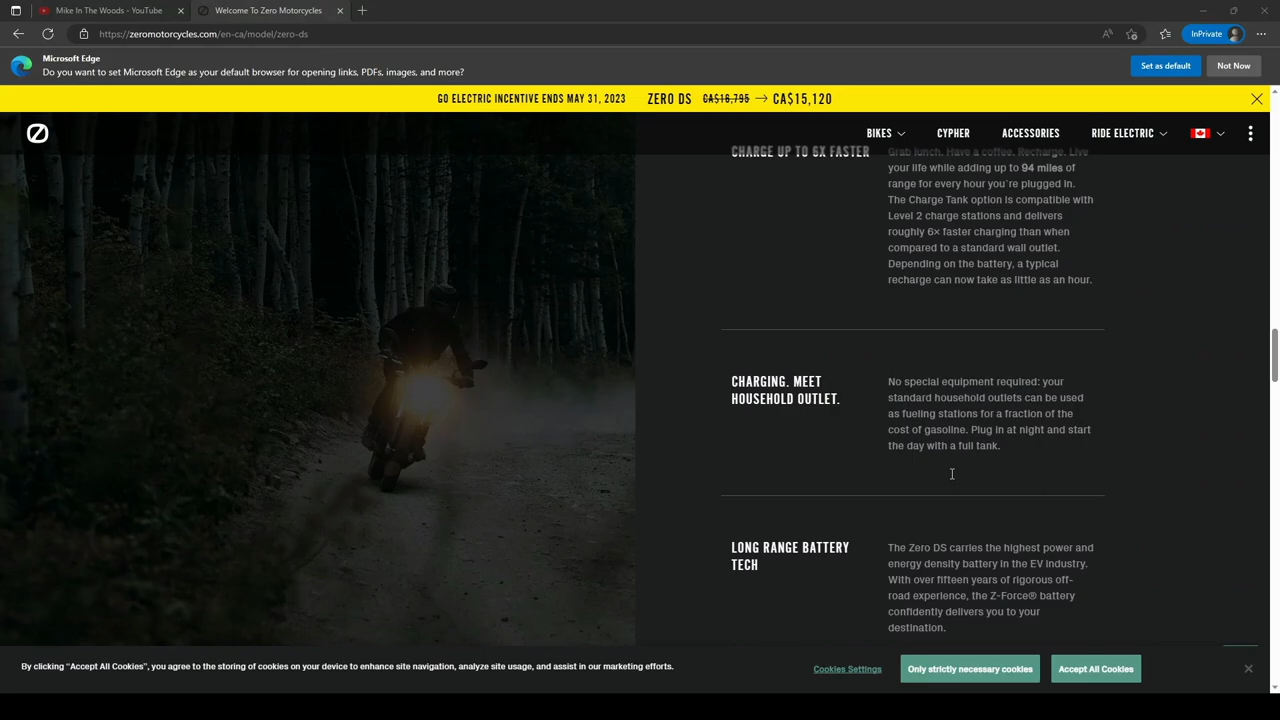 Mike In The Woods - YouTube
Welcome To Zero Motorcycles
https://zeromotorcycles.com/en-ca/model/zero-ds
InPrivate
Microsoft Edge
Do you want to set Microsoft Edge as your default browser for opening links, PDFs, images, and more?
Set as default
Not Now
GO ELECTRIC INCENTIVE ENDS MAY 31, 2023 ZERO DS CA$16,795 → CA$15,120
BIKES
CYPHER
ACCESSORIES
RIDE ELECTRIC
CHARGE UP TO 6X FASTER
Grab lunch. Have a coffee. Recharge. Live
your life while adding up to 94 miles of
range for every hour you're plugged in.
The Charge Tank option is compatible with
Level 2 charge stations and delivers
roughly 6× faster charging than when
compared to a standard wall outlet.
Depending on the battery, a typical
recharge can now take as little as an hour.
CHARGING. MEET
HOUSEHOLD OUTLET.
No special equipment required: your
standard household outlets can be used
as fueling stations for a fraction of the
cost of gasoline. Plug in at night and start
the day with a full tank.
LONG RANGE BATTERY
TECH
The Zero DS carries the highest power and
energy density battery in the EV industry.
With over fifteen years of rigorous off-
road experience, the Z-Force® battery
confidently delivers you to your
destination.
By clicking “Accept All Cookies”, you agree to the storing of cookies on your device to enhance site navigation, analyze site usage, and assist in our marketing efforts.
Cookies Settings
Only strictly necessary cookies
Accept All Cookies